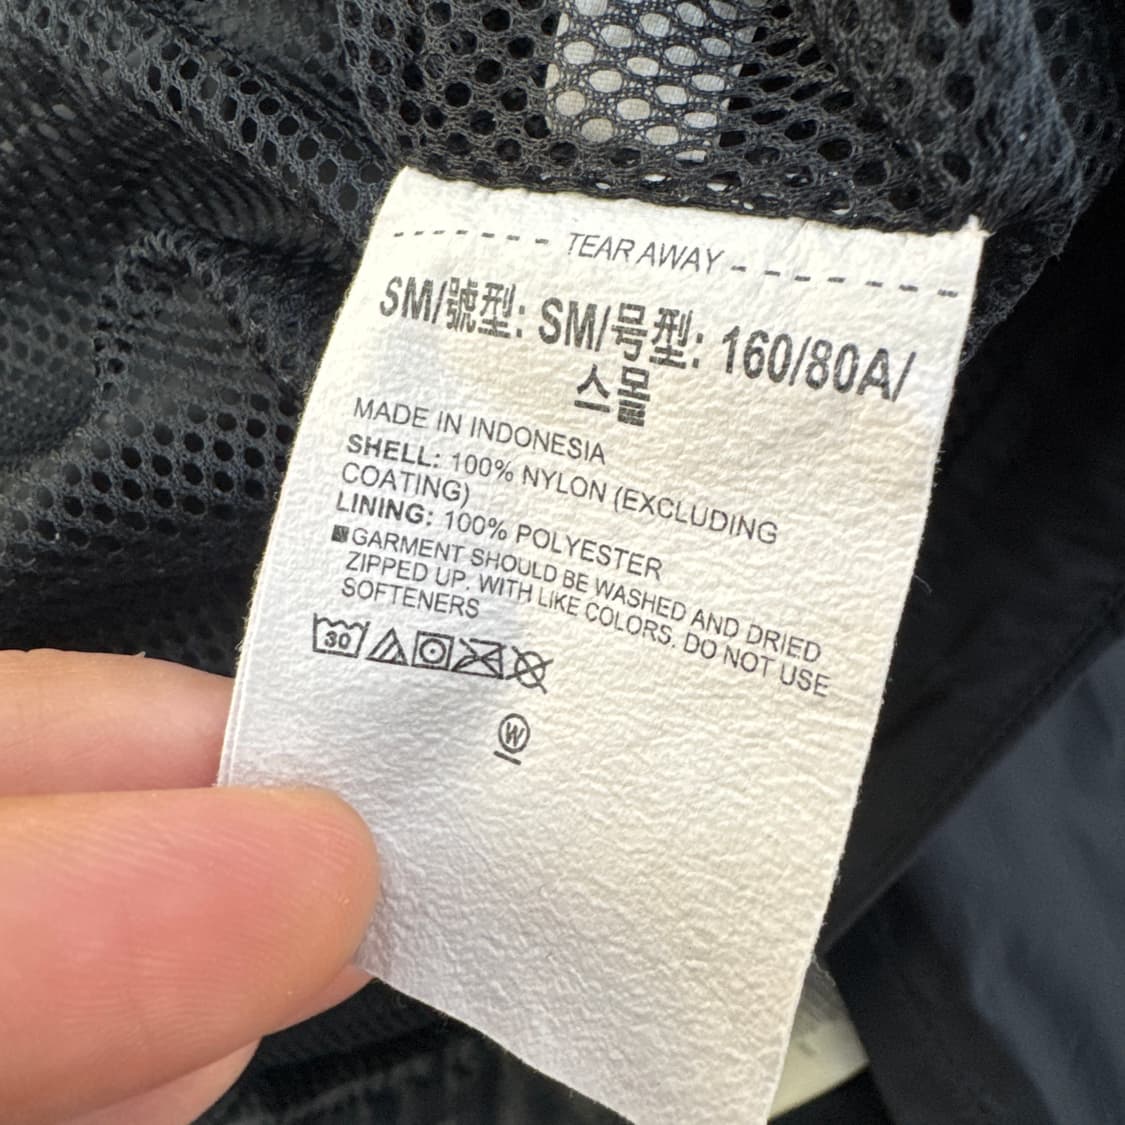 TEAR AWAY
SM/號型: SM/号型: 160/80A/
스몰
MADE IN INDONESIA
SHELL: 100% NYLON (EXCLUDING
COATING)
LINING: 100% POLYESTER
GARMENT SHOULD BE WASHED AND DRIED
ZIPPED UP. WITH LIKE COLORS. DO NOT USE
SOFTENERS
30
W